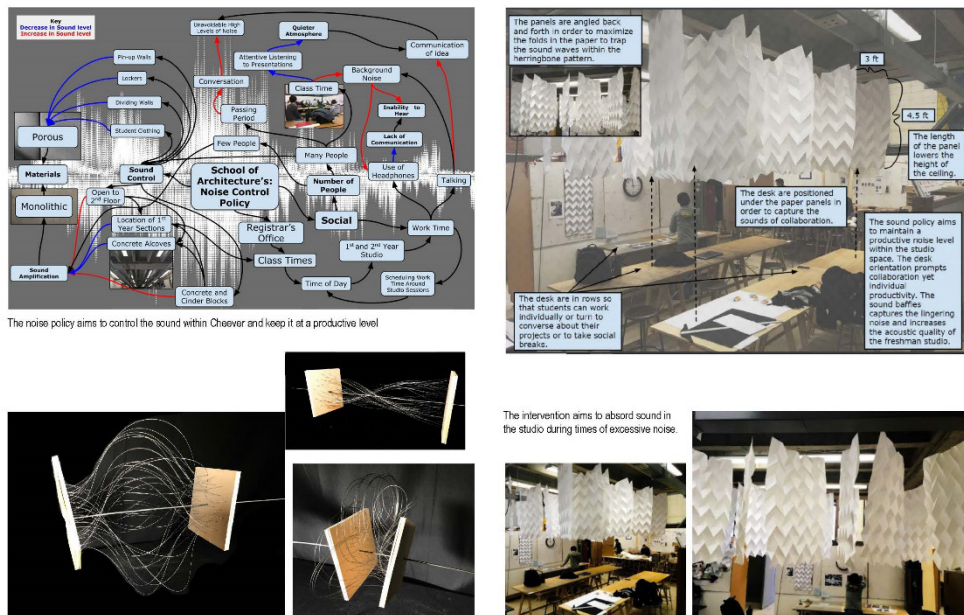 Key
Decrease in Sound level
Increase in Sound level
Unavoidable High
Levels of Noise
Quieter
Atmosphere
Communication
of Idea
Pin-up Walls
Attentive Listening
to Presentations
Background
Noise
Lockers
Conversation
Class Time
Dividing Walls
Inability to
Hear
Porous
Student Clothing
Passing
Period
Lack of
Communication
Few People
Many People
Materials
Sound
Control
School of
Architecture's:
Noise Control
Policy
Use of
Headphones
Talking
Number of
People
Monolithic
Open to
2nd Floor
Social
Location of 1st
Year Sections
Registrar's
Office
Work Time
Concrete Alcoves
1st and 2nd Year
Studio
Class Times
Sound
Amplification
Time of Day
Scheduling Work
Time Around
Studio Sessions
Concrete and
Cinder Blocks
The noise policy aims to control the sound within Cheever and keep it at a productive level
The panels are angled back
and forth in order to maximize
the folds in the paper to trap
the sound waves within the
herringbone pattern.
3 ft
4.5 ft
The length
of the panel
lowers the
height of
the ceiling.
The desk are positioned
under the paper panels in
order to capture the
sounds of collaboration.
The sound policy aims
to maintain a
productive noise level
within the studio
space. The desk
orientation prompts
collaboration yet
individual
productivity. The
sound baffles
captures the lingering
noise and increases
the acoustic quality of
the freshman studio.
The desk are in rows so
that students can work
individually or turn to
converse about their
projects or to take social
breaks.
The intervention aims to absord sound in
the studio during times of excessive noise.